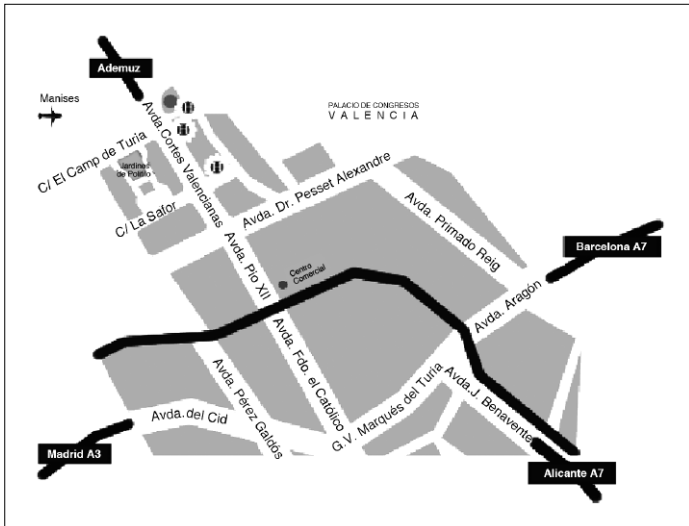 Ademuz
Manises
PALACIO DE CONGRESOS
VALENCIA
Avda. Cortes Valencianas
C/ El Camp de Turia
Jardines
de Polifilo
C/ La Safor
Avda. Dr. Pesset Alexandre
Avda. Primado Reig
Barcelona A7
Avda. Pio XII
Centro
Comercial
Avda. Aragón
Avda. Fdo. el Católico
Avda. Pérez Galdós
G.V. Marqués del Turia
Avda.J. Benavente
Avda.del Cid
Madrid A3
Alicante A7
H
H
H